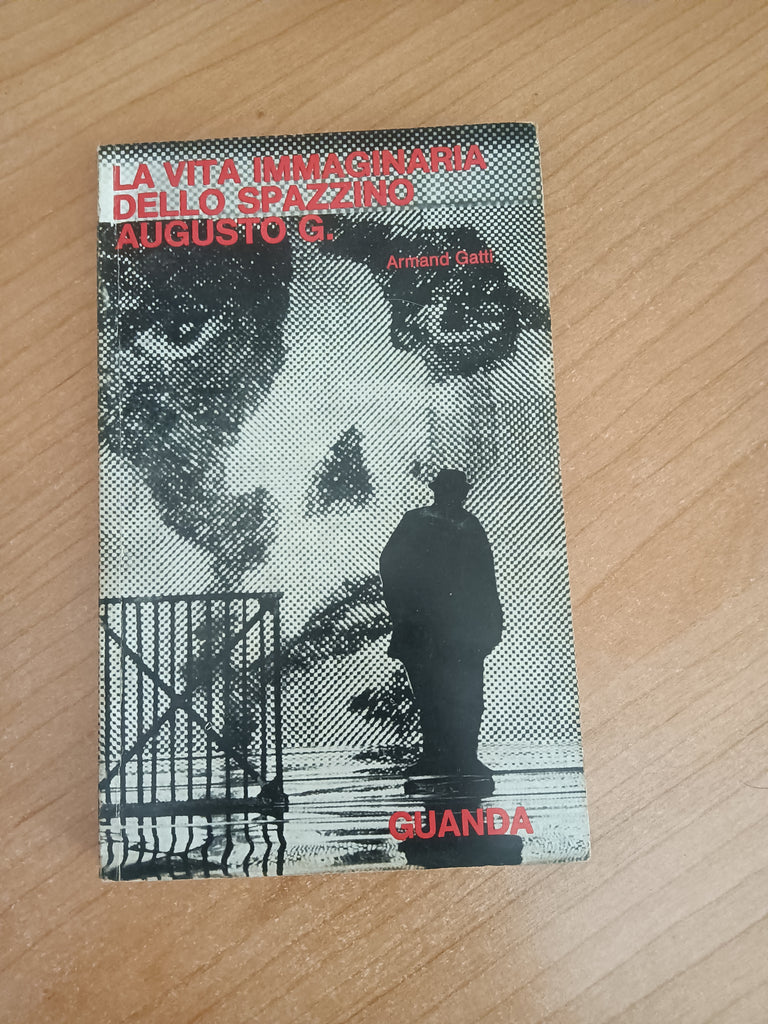 LA VITA IMMAGINARIA
DELLO SPAZZINO
AUGUSTO G.
Armand Gatti
GUANDA